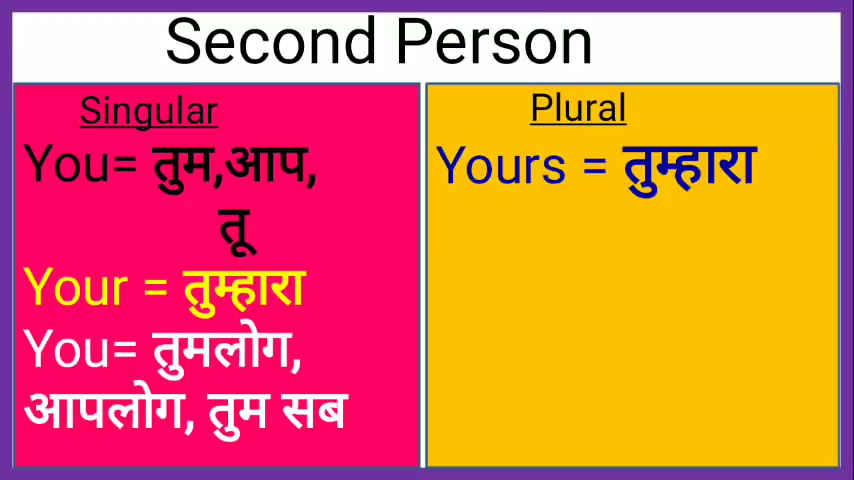 Second Person
Singular
You= तुम,आप,
तू
Your = तुम्हारा
You= तुमलोग,
आपलोग, तुम सब
Plural
Yours = तुम्हारा